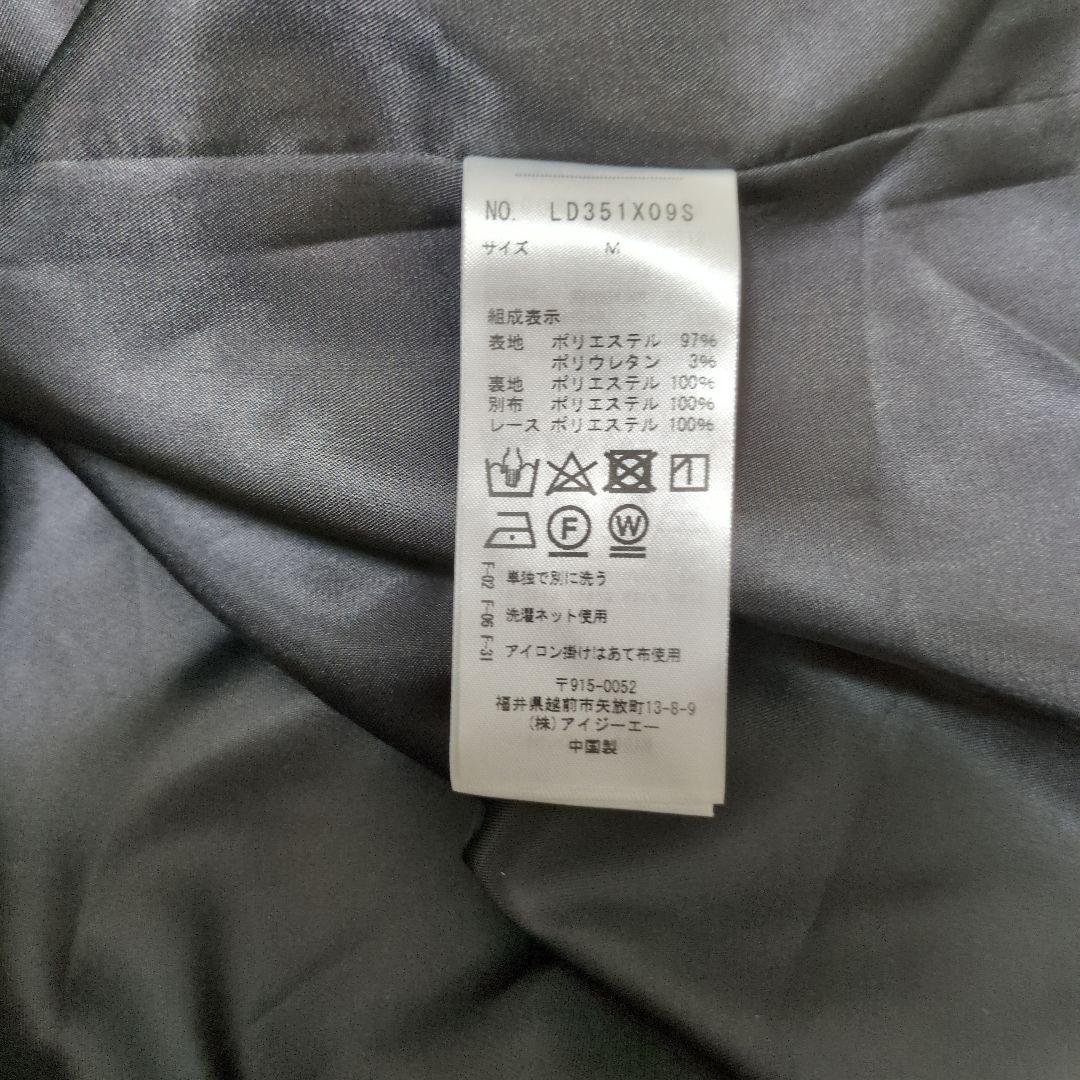 NO. LD351X09S
サイズ M
組成表示
表地 ポリエステル 97%
ポリウレタン 3%
裏地 ポリエステル 100%
別布 ポリエステル 100%
レース ポリエステル 100%
F W
F-02 単独で別に洗う
F-06 洗濯ネット使用
F-31 アイロン掛けはあて布使用
〒915-0052
福井県越前市矢放町13-8-9
(株)アイジーエー
中国製